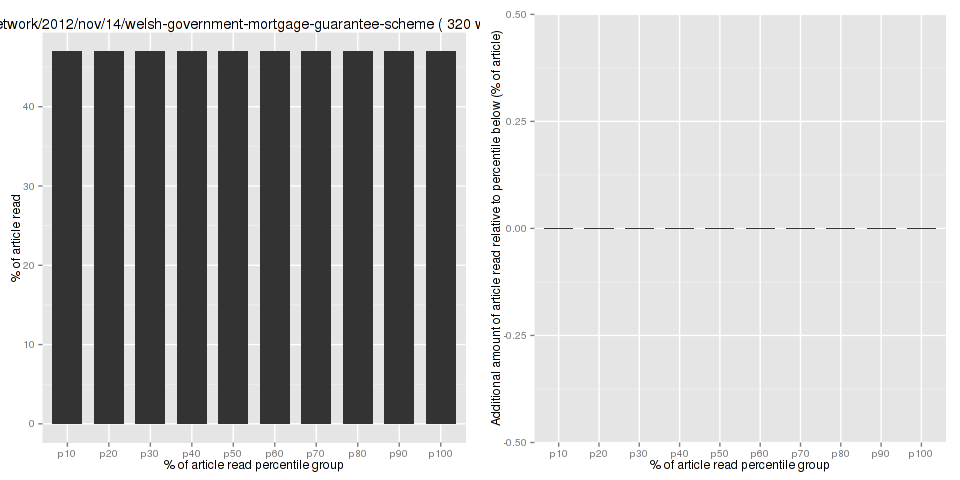 etwork/2012/nov/14/welsh-government-mortgage-guarantee-scheme ( 320 w
% of article read
40
30
20
10
0
p10 p20 p30 p40 p50 p60 p70 p80 p90 p100
% of article read percentile group
Additional amount of article read relative to percentile below (% of article)
0.50
0.25
0.00
-0.25
-0.50
p10 p20 p30 p40 p50 p60 p70 p80 p90 p100
% of article read percentile group